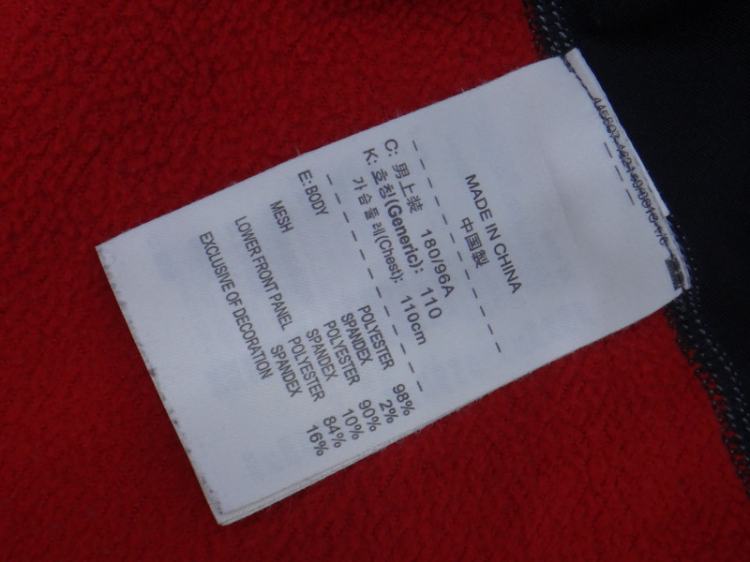 MADE IN CHINA
中国製
C: 男上裝 180/96A
K: 호칭(Generic): 110
가슴둘레(Chest): 110cm
E: BODY POLYESTER 98%
SPANDEX 2%
MESH POLYESTER 90%
SPANDEX 10%
LOWER FRONT PANEL POLYESTER 84%
SPANDEX 16%
EXCLUSIVE OF DECORATION